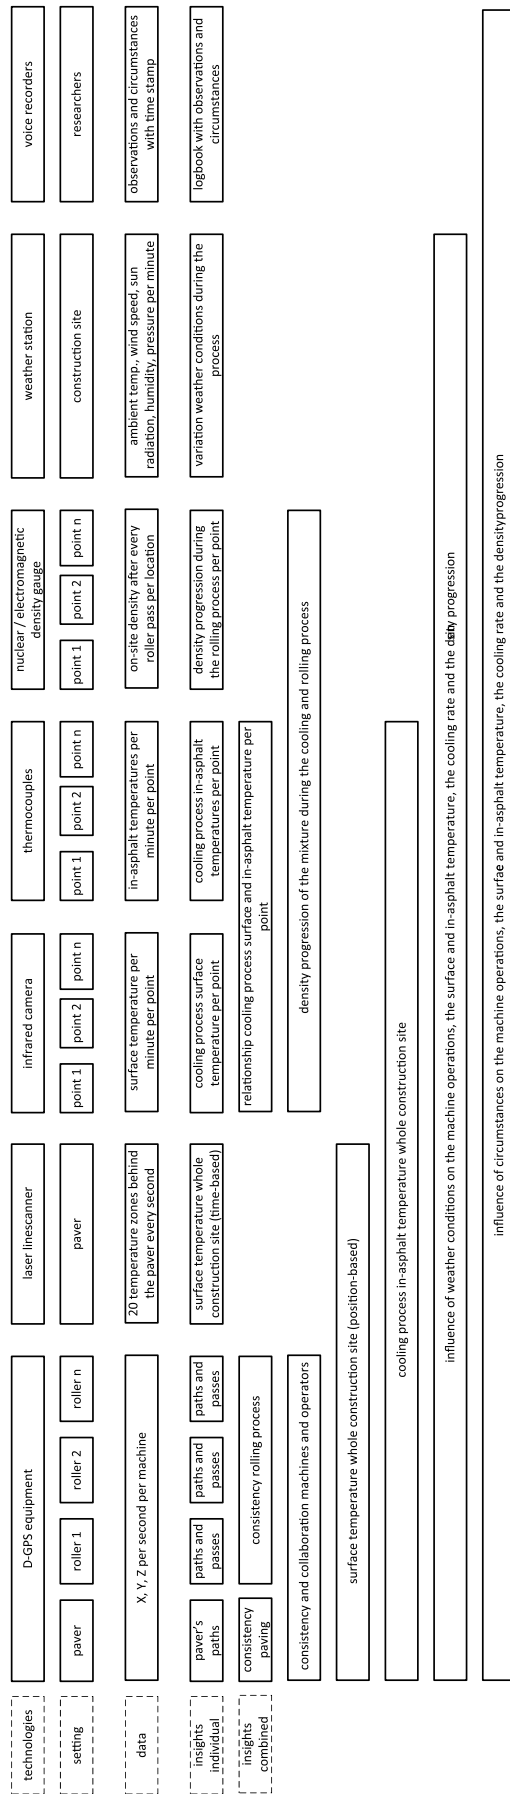 technologies
D-GPS equipment
laser linescanner
infrared camera
thermocouples
nuclear / electromagnetic
density gauge
weather station
voice recorders
setting
paver
roller 1
roller 2
roller n
paver
point 1
point 2
point n
point 1
point 2
point n
point 1
point 2
point n
construction site
researchers
data
X, Y, Z per second per machine
20 temperature zones behind
the paver every second
surface temperature per
minute per point
in-asphalt temperatures per
minute per point
on-site density after every
roller pass per location
ambient temp., wind speed, sun
radiation, humidity, pressure per minute
observations and circumstances
with time stamp
insights
individual
paver's
paths
paths and
passes
paths and
passes
paths and
passes
surface temperature whole
construction site (time-based)
cooling process surface
temperature per point
cooling process in-asphalt
temperatures per point
density progression during
the rolling process per point
variation weather conditions during the
process
logbook with observations and
circumstances
insights
combined
consistency
paving
consistency rolling process
relationship cooling process surface and in-asphalt temperature per
point
consistency and collaboration machines and operators
density progression of the mixture during the cooling and rolling process
surface temperature whole construction site (position-based)
cooling process in-asphalt temperature whole construction site
influence of weather conditions on the machine operations, the surface and in-asphalt temperature, the cooling rate and the progression
influence of circumstances on the machine operations, the surfae and in-asphalt temperature, the cooling rate and the densityprogression